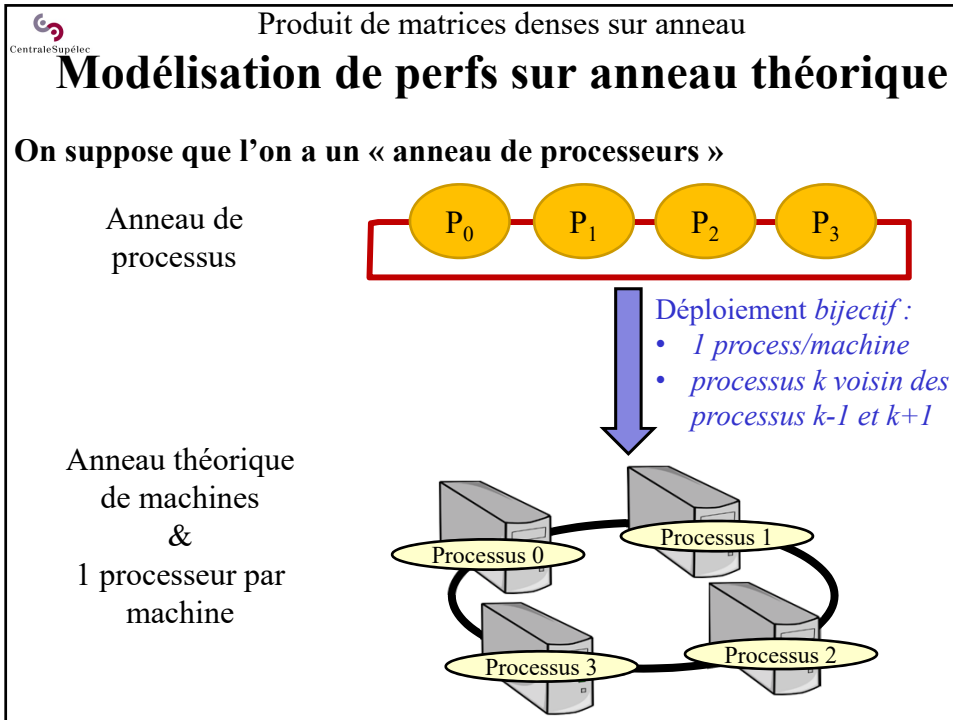 CentraleSupélec
Produit de matrices denses sur anneau
Modélisation de perfs sur anneau théorique
On suppose que l’on a un « anneau de processeurs »
Anneau de
processus
P0
P1
P2
P3
Déploiement bijectif :
• 1 process/machine
• processus k voisin des
processus k-1 et k+1
Anneau théorique
de machines
&
1 processeur par
machine
Processus 0
Processus 1
Processus 2
Processus 3